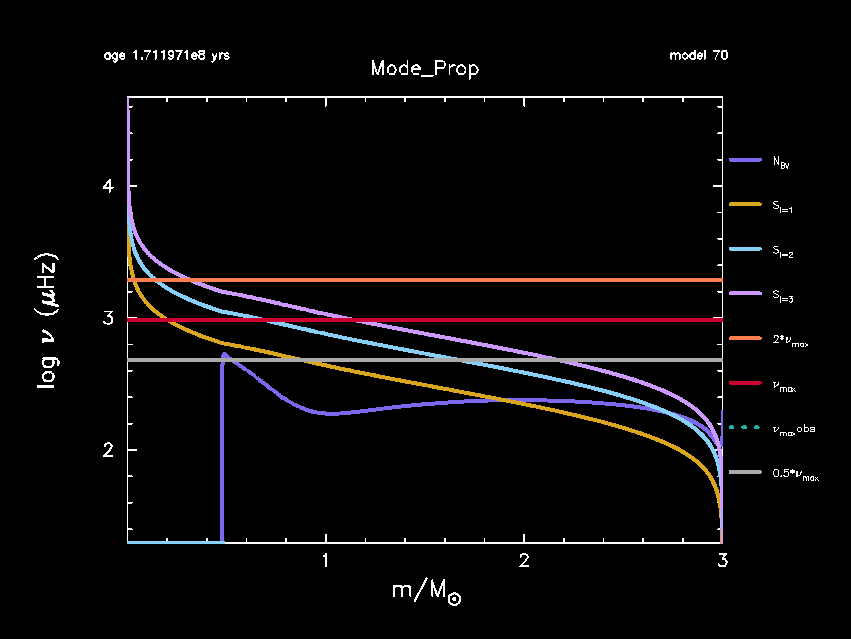 age 1.711971e8 yrs
model 70
Mode_Prop
log ν (μHz)
4
3
2
1
2
3
m/M⊙
N_BV
S_l=1
S_l=2
S_l=3
2*ν_max
ν_max
ν_max obs
0.5*ν_max